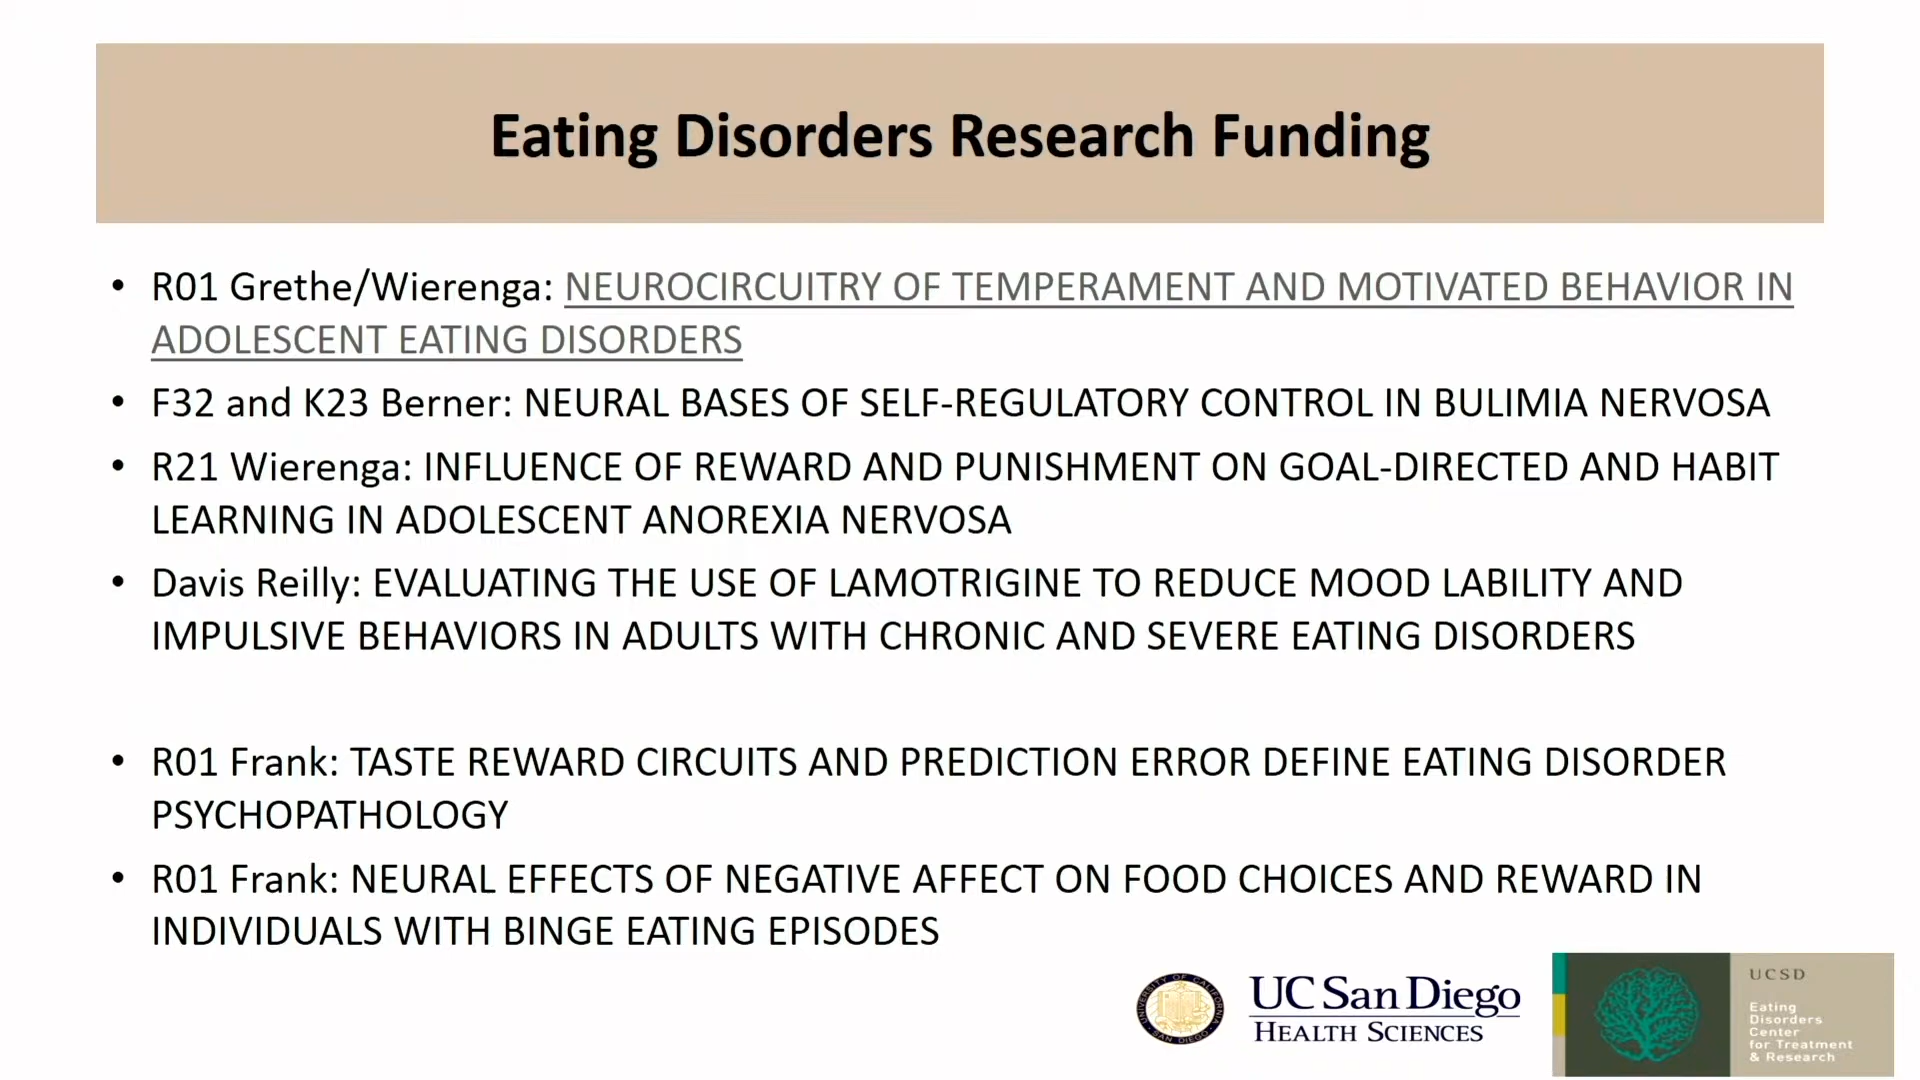 Eating Disorders Research Funding
• R01 Grethe/Wierenga: NEUROCIRCUITRY OF TEMPERAMENT AND MOTIVATED BEHAVIOR IN
ADOLESCENT EATING DISORDERS
• F32 and K23 Berner: NEURAL BASES OF SELF-REGULATORY CONTROL IN BULIMIA NERVOSA
• R21 Wierenga: INFLUENCE OF REWARD AND PUNISHMENT ON GOAL-DIRECTED AND HABIT
LEARNING IN ADOLESCENT ANOREXIA NERVOSA
• Davis Reilly: EVALUATING THE USE OF LAMOTRIGINE TO REDUCE MOOD LABILITY AND
IMPULSIVE BEHAVIORS IN ADULTS WITH CHRONIC AND SEVERE EATING DISORDERS
• R01 Frank: TASTE REWARD CIRCUITS AND PREDICTION ERROR DEFINE EATING DISORDER
PSYCHOPATHOLOGY
• R01 Frank: NEURAL EFFECTS OF NEGATIVE AFFECT ON FOOD CHOICES AND REWARD IN
INDIVIDUALS WITH BINGE EATING EPISODES
UNIVERSITY OF CALIFORNIA
SAN DIEGO
UC San Diego
HEALTH SCIENCES
UCSD
Eating
Disorders
Center
for Treatment
& Research